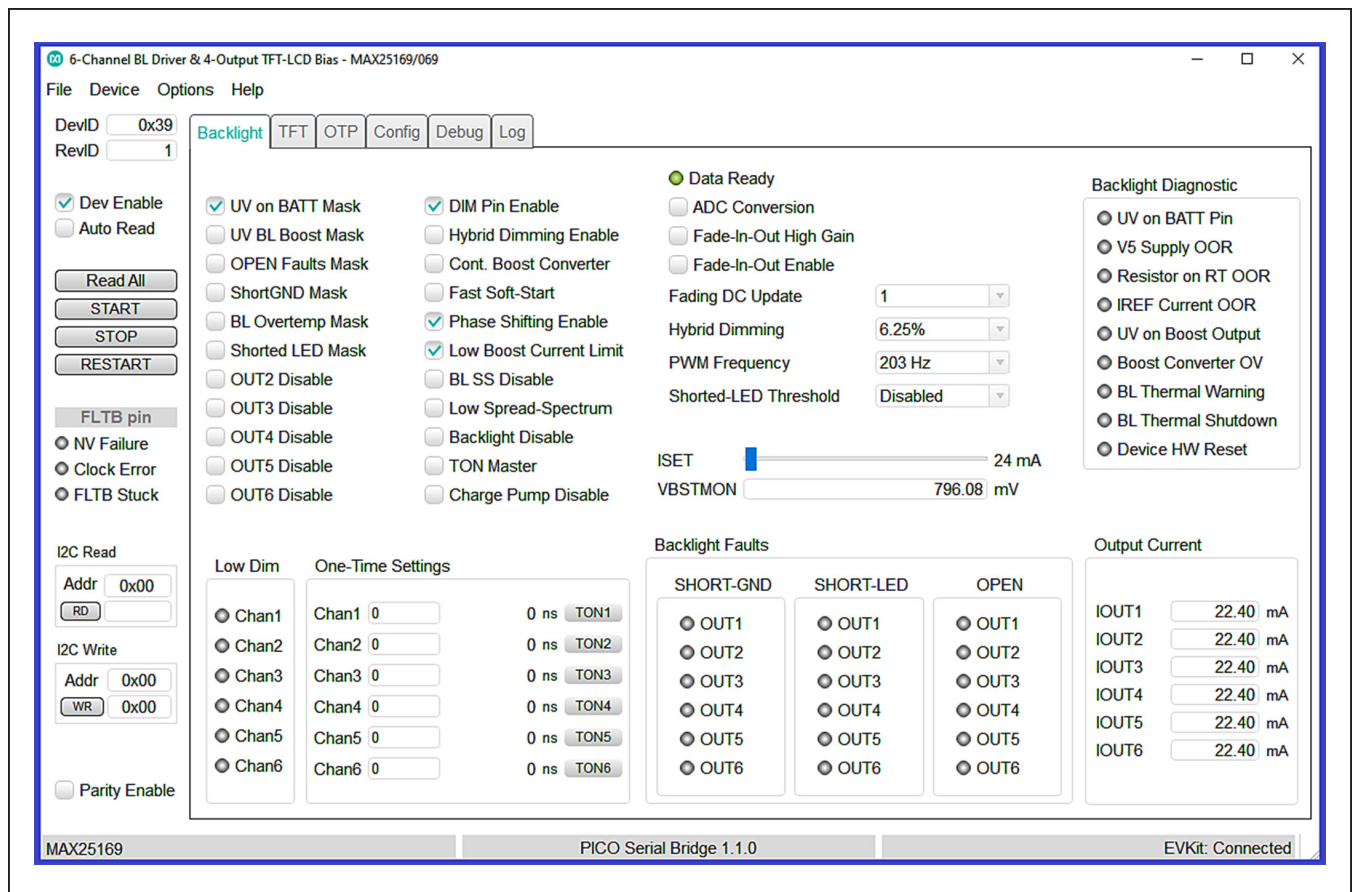 6-Channel BL Driver & 4-Output TFT-LCD Bias - MAX25169/069
File Device Options Help
DevID 0x39
RevID 1
Dev Enable
Auto Read
Read All
START
STOP
RESTART
FLTB pin
NV Failure
Clock Error
FLTB Stuck
I2C Read
Addr 0x00
RD
I2C Write
Addr 0x00
WR 0x00
Parity Enable
Backlight TFT OTP Config Debug Log
UV on BATT Mask
UV BL Boost Mask
OPEN Faults Mask
ShortGND Mask
BL Overtemp Mask
Shorted LED Mask
OUT2 Disable
OUT3 Disable
OUT4 Disable
OUT5 Disable
OUT6 Disable
DIM Pin Enable
Hybrid Dimming Enable
Cont. Boost Converter
Fast Soft-Start
Phase Shifting Enable
Low Boost Current Limit
BL SS Disable
Low Spread-Spectrum
Backlight Disable
TON Master
Charge Pump Disable
Data Ready
ADC Conversion
Fade-In-Out High Gain
Fade-In-Out Enable
Fading DC Update 1
Hybrid Dimming 6.25%
PWM Frequency 203 Hz
Shorted-LED Threshold Disabled
ISET 24 mA
VBSTMON 796.08 mV
Backlight Diagnostic
UV on BATT Pin
V5 Supply OOR
Resistor on RT OOR
IREF Current OOR
UV on Boost Output
Boost Converter OV
BL Thermal Warning
BL Thermal Shutdown
Device HW Reset
Low Dim
Chan1
Chan2
Chan3
Chan4
Chan5
Chan6
One-Time Settings
Chan1 0 0 ns TON1
Chan2 0 0 ns TON2
Chan3 0 0 ns TON3
Chan4 0 0 ns TON4
Chan5 0 0 ns TON5
Chan6 0 0 ns TON6
Backlight Faults
SHORT-GND SHORT-LED OPEN
OUT1 OUT1 OUT1
OUT2 OUT2 OUT2
OUT3 OUT3 OUT3
OUT4 OUT4 OUT4
OUT5 OUT5 OUT5
OUT6 OUT6 OUT6
Output Current
IOUT1 22.40 mA
IOUT2 22.40 mA
IOUT3 22.40 mA
IOUT4 22.40 mA
IOUT5 22.40 mA
IOUT6 22.40 mA
MAX25169 PICO Serial Bridge 1.1.0 EVKit: Connected